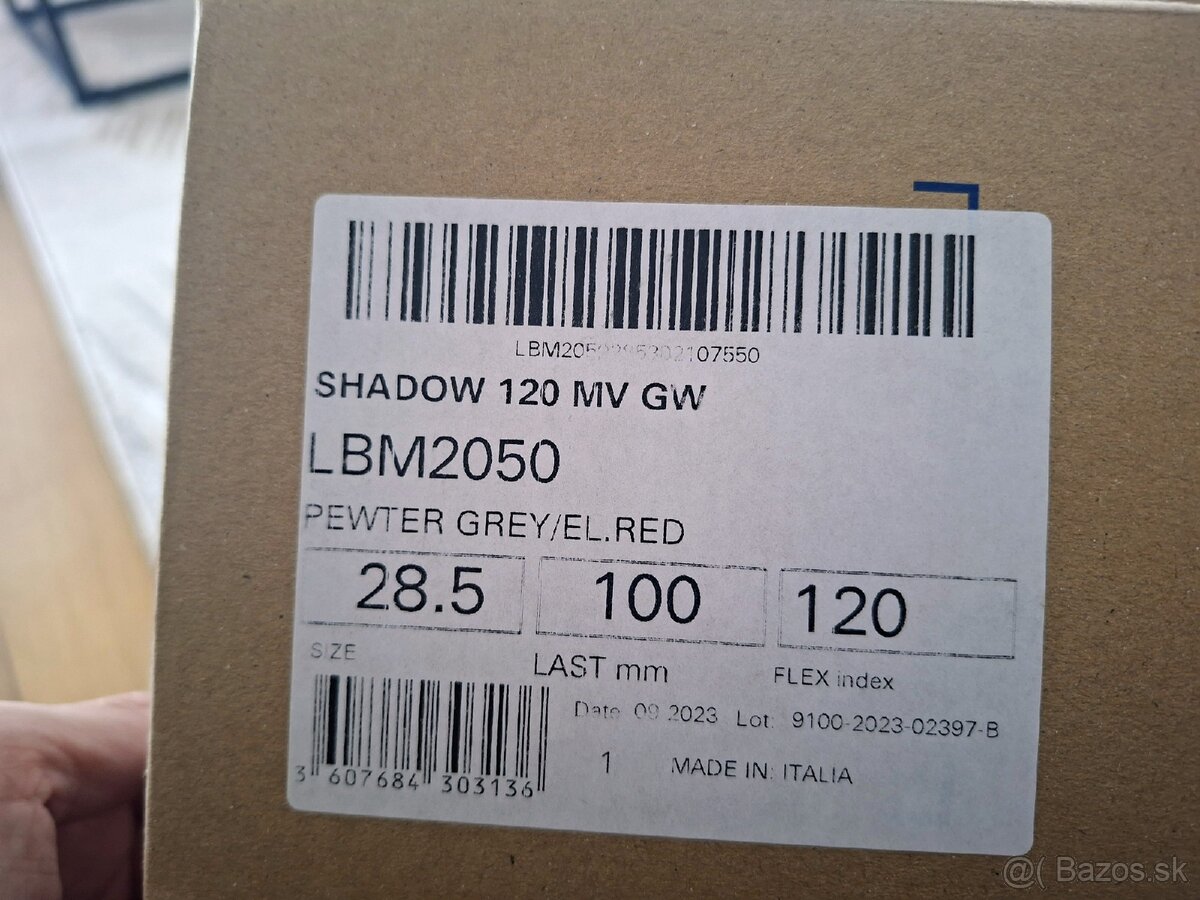 SHADOW 120 MV GW
LBM2050
PEWTER GREY/EL.RED
28.5 100 120
SIZE LAST mm FLEX index
Date 09.2023 Lot: 9100-2023-02397-B
1 MADE IN: ITALIA
3 607684 303136
@( Bazos.sk